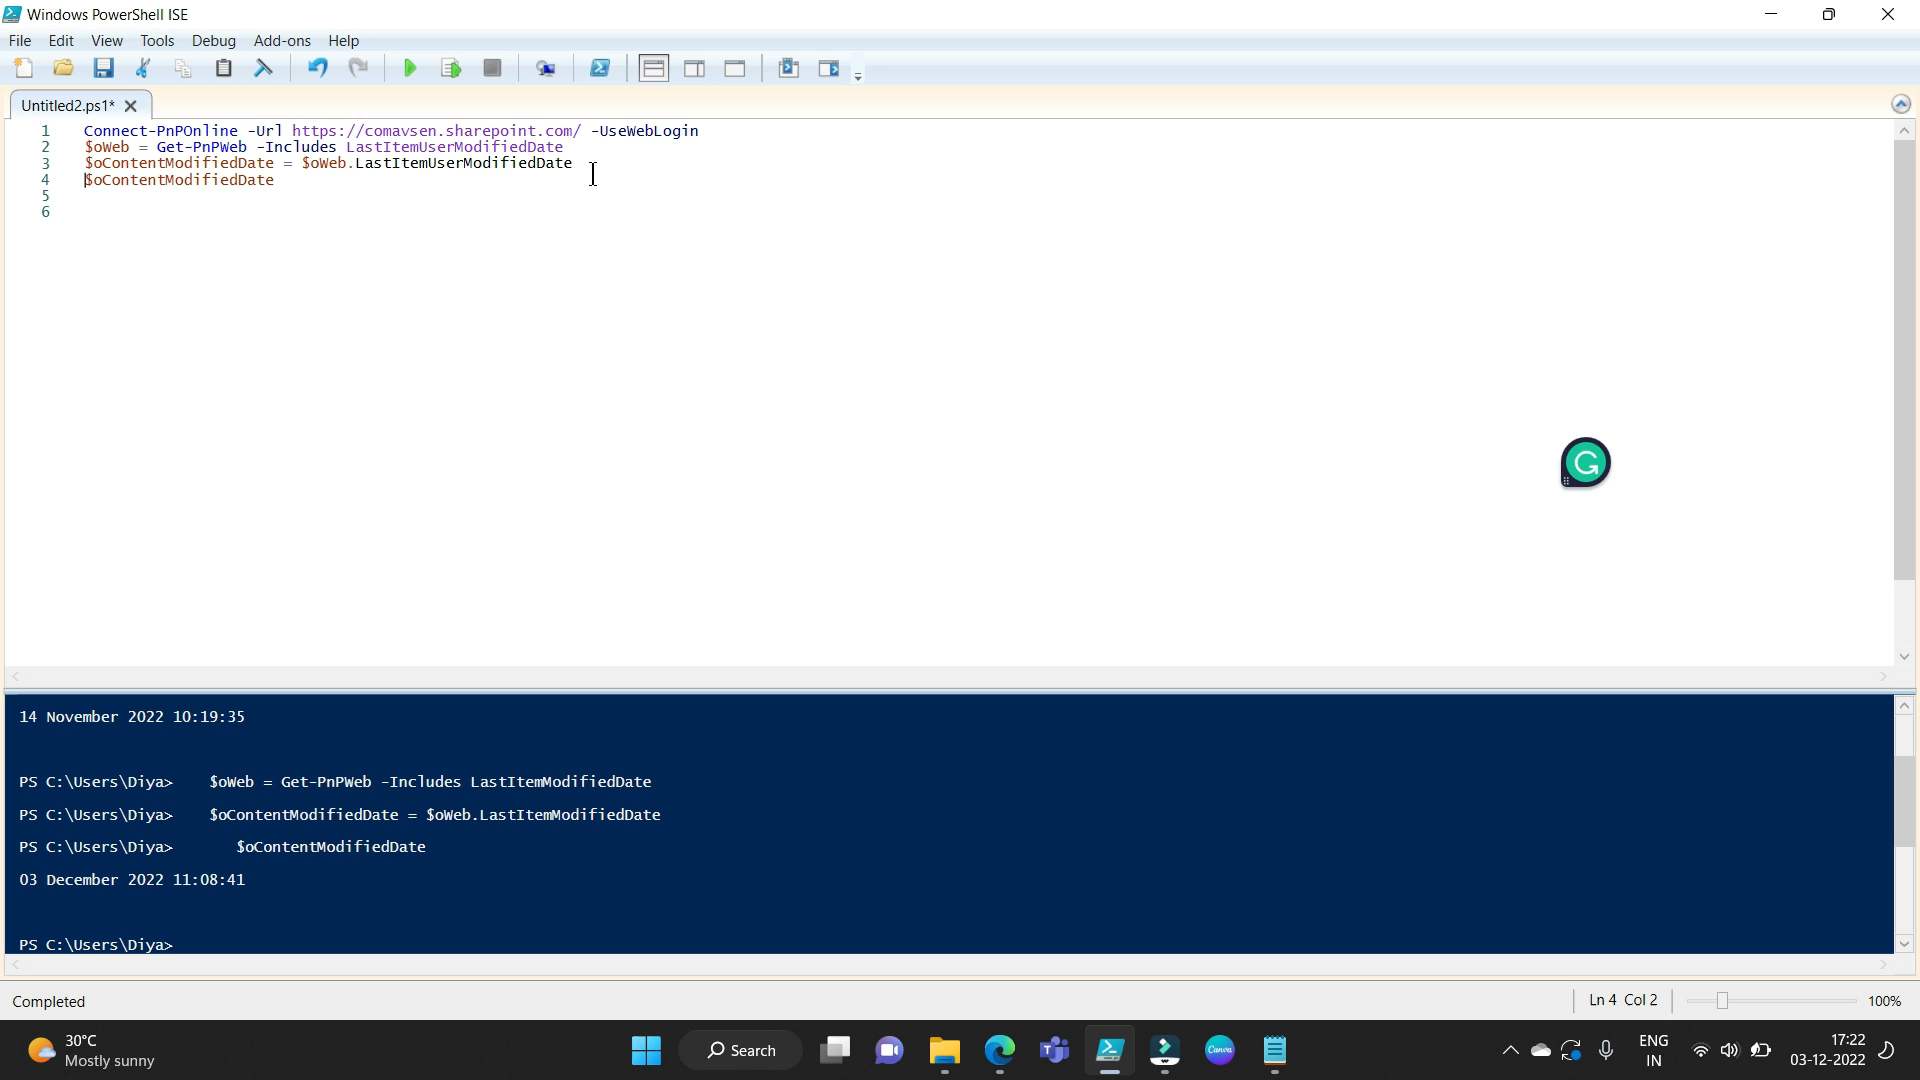 Windows PowerShell ISE
File Edit View Tools Debug Add-ons Help
Untitled2.ps1*
1 Connect-PnPOnline -Url https://comavsen.sharepoint.com/ -UseWebLogin
2 $oWeb = Get-PnPWeb -Includes LastItemUserModifiedDate
3 $oContentModifiedDate = $oWeb.LastItemUserModifiedDate
4 $oContentModifiedDate
5
6
G
14 November 2022 10:19:35
PS C:\Users\Diya> $oWeb = Get-PnPWeb -Includes LastItemModifiedDate
PS C:\Users\Diya> $oContentModifiedDate = $oWeb.LastItemModifiedDate
PS C:\Users\Diya> $oContentModifiedDate
03 December 2022 11:08:41
PS C:\Users\Diya>
Completed
Ln 4 Col 2
100%
30°C
Mostly sunny
Search
Canva
ENG
IN
17:22
03-12-2022